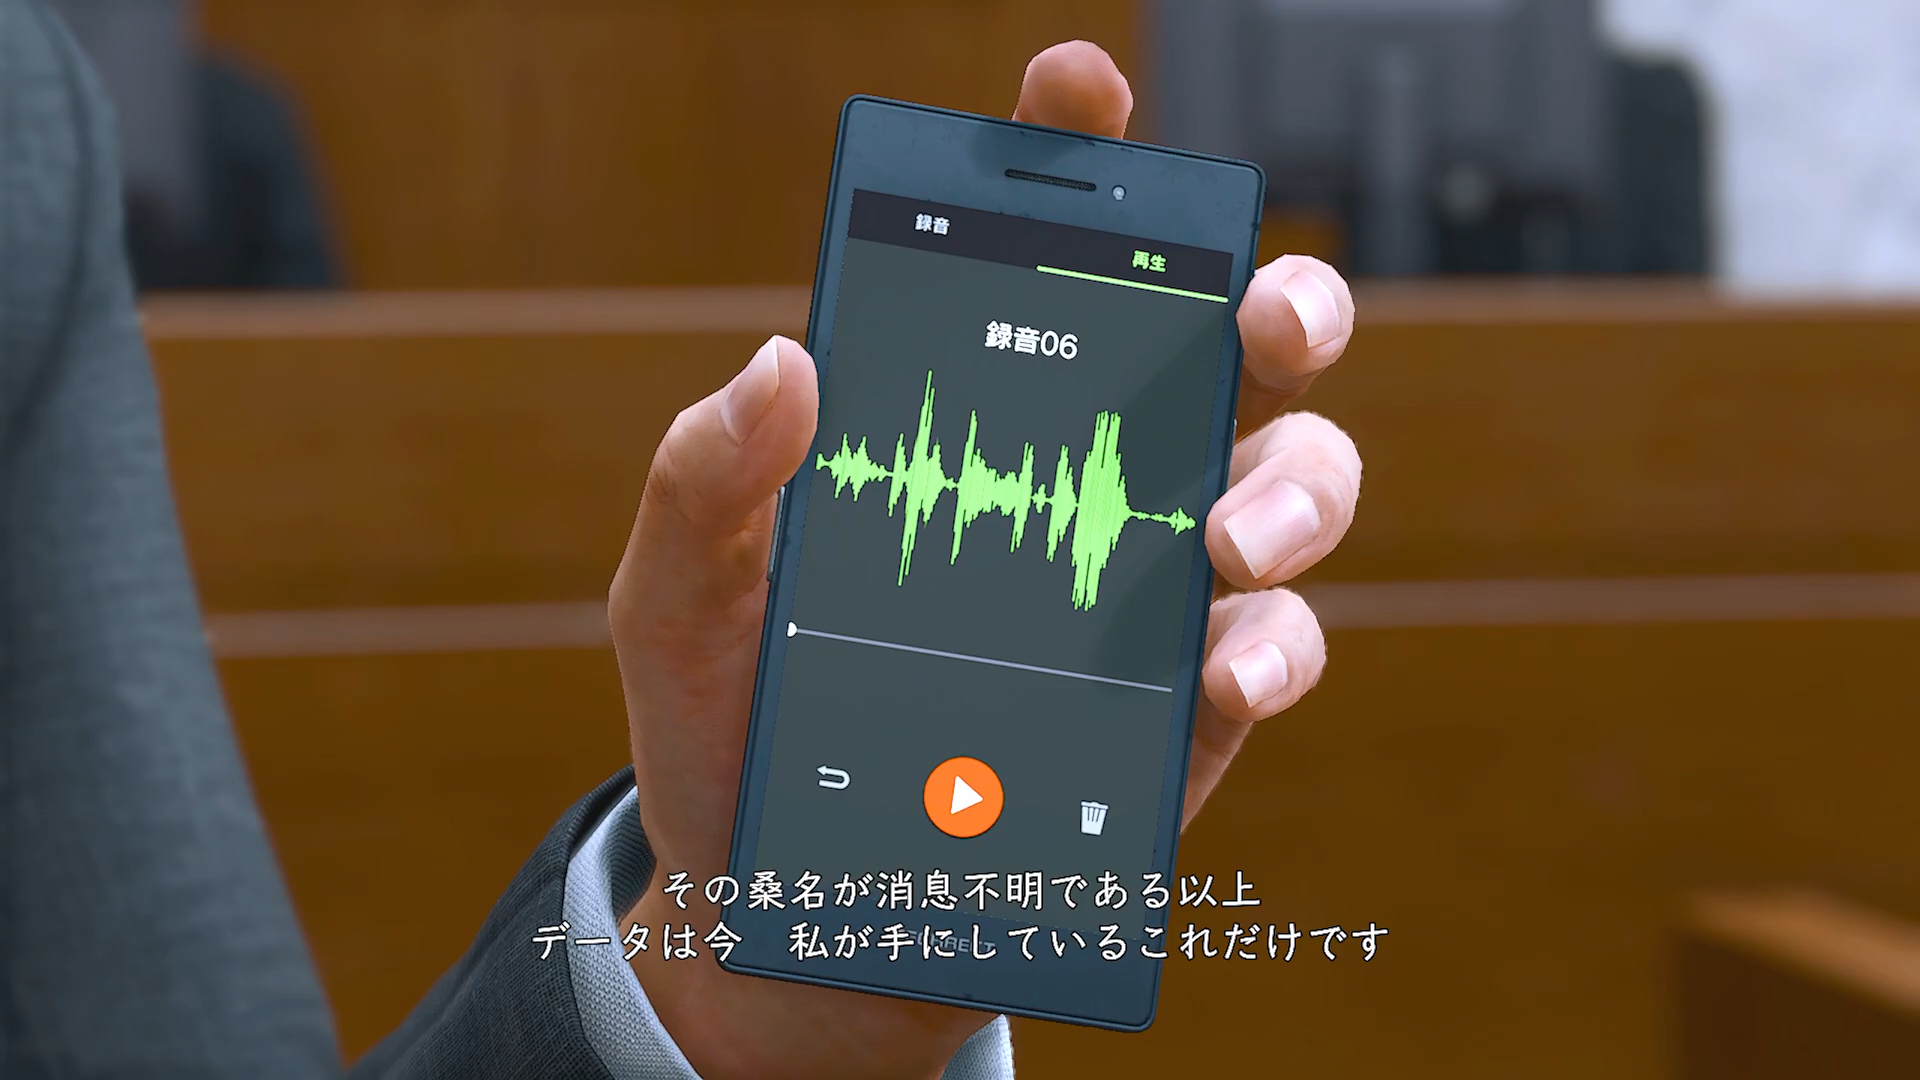 録音
再生
録音06
その桑名が消息不明である以上
データは今　私が手にしているこれだけです